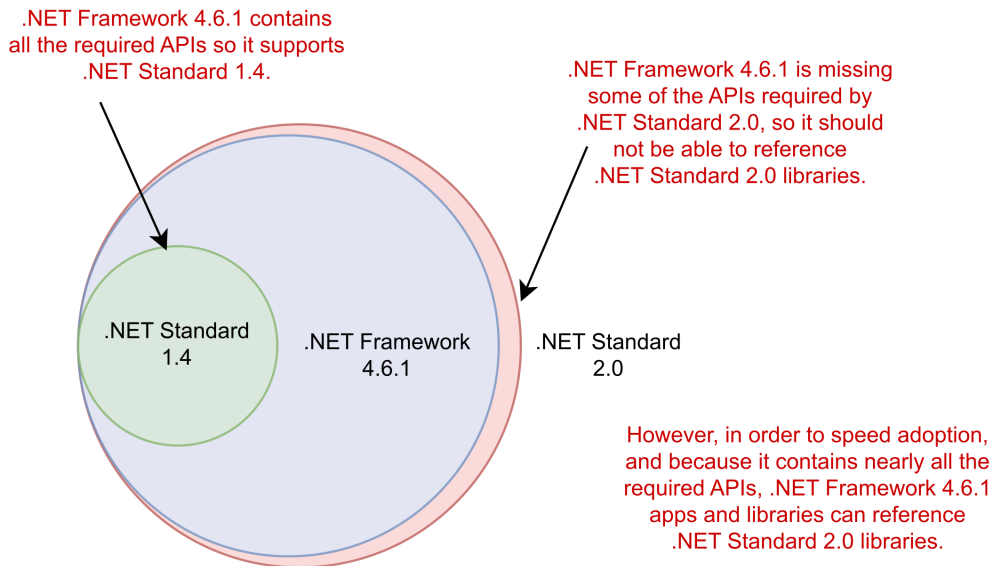 .NET Framework 4.6.1 contains
all the required APIs so it supports
.NET Standard 1.4.
.NET Framework 4.6.1 is missing
some of the APIs required by
.NET Standard 2.0, so it should
not be able to reference
.NET Standard 2.0 libraries.
.NET Standard
1.4
.NET Framework
4.6.1
.NET Standard
2.0
However, in order to speed adoption,
and because it contains nearly all the
required APIs, .NET Framework 4.6.1
apps and libraries can reference
.NET Standard 2.0 libraries.